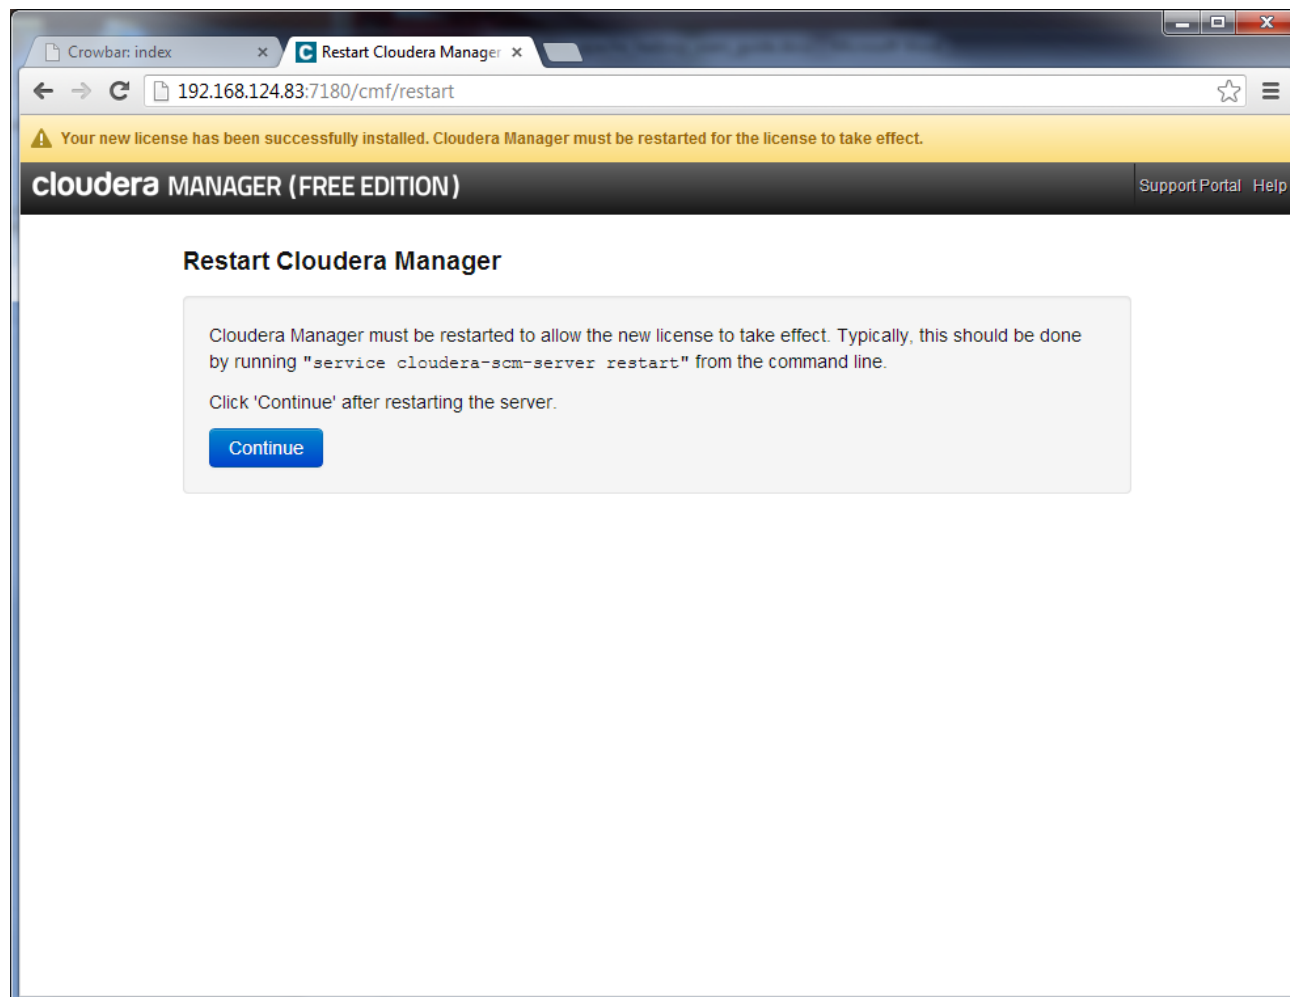 Crowbar: index
Restart Cloudera Manager
192.168.124.83:7180/cmf/restart
Your new license has been successfully installed. Cloudera Manager must be restarted for the license to take effect.
cloudera MANAGER (FREE EDITION)
Support Portal Help
Restart Cloudera Manager
Cloudera Manager must be restarted to allow the new license to take effect. Typically, this should be done
by running "service cloudera-scm-server restart" from the command line.
Click 'Continue' after restarting the server.
Continue